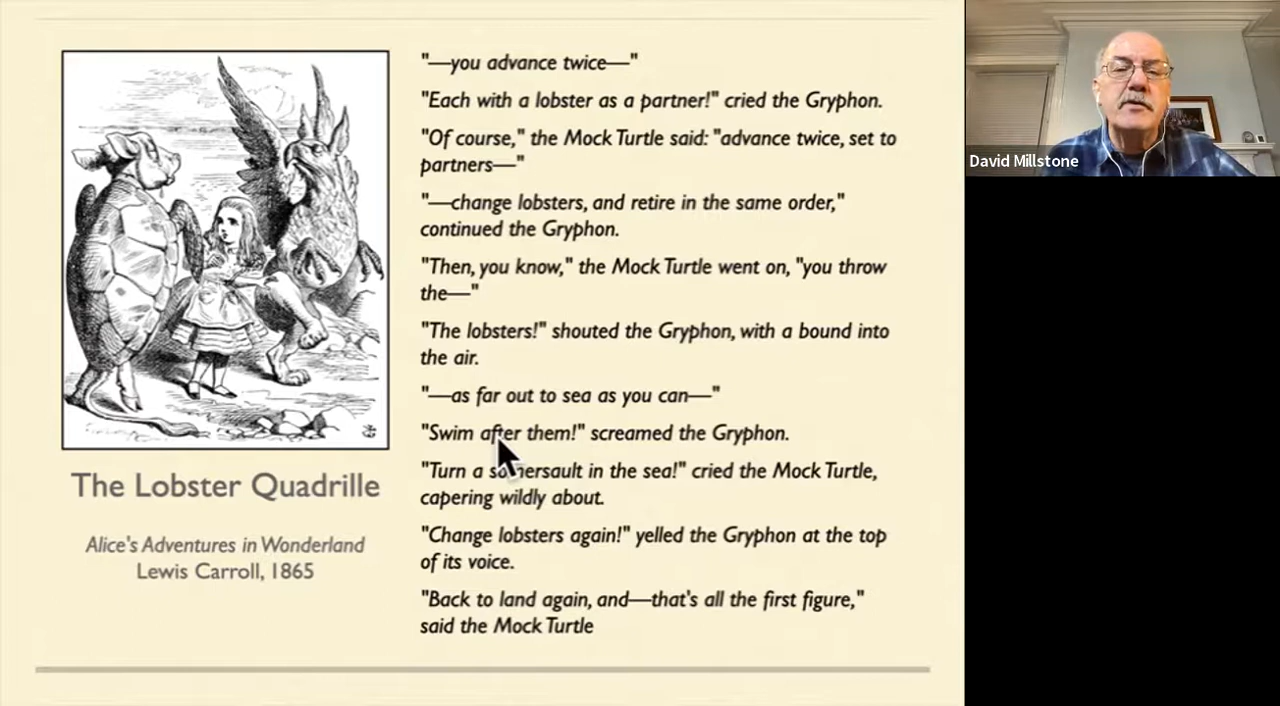 "—you advance twice—"
"Each with a lobster as a partner!" cried the Gryphon.
"Of course," the Mock Turtle said: "advance twice, set to
partners—"
"—change lobsters, and retire in the same order,"
continued the Gryphon.
"Then, you know," the Mock Turtle went on, "you throw
the—"
"The lobsters!" shouted the Gryphon, with a bound into
the air.
"—as far out to sea as you can—"
"Swim after them!" screamed the Gryphon.
"Turn a somersault in the sea!" cried the Mock Turtle,
capering wildly about.
"Change lobsters again!" yelled the Gryphon at the top
of its voice.
"Back to land again, and—that's all the first figure,"
said the Mock Turtle
The Lobster Quadrille
Alice's Adventures in Wonderland
Lewis Carroll, 1865
David Millstone